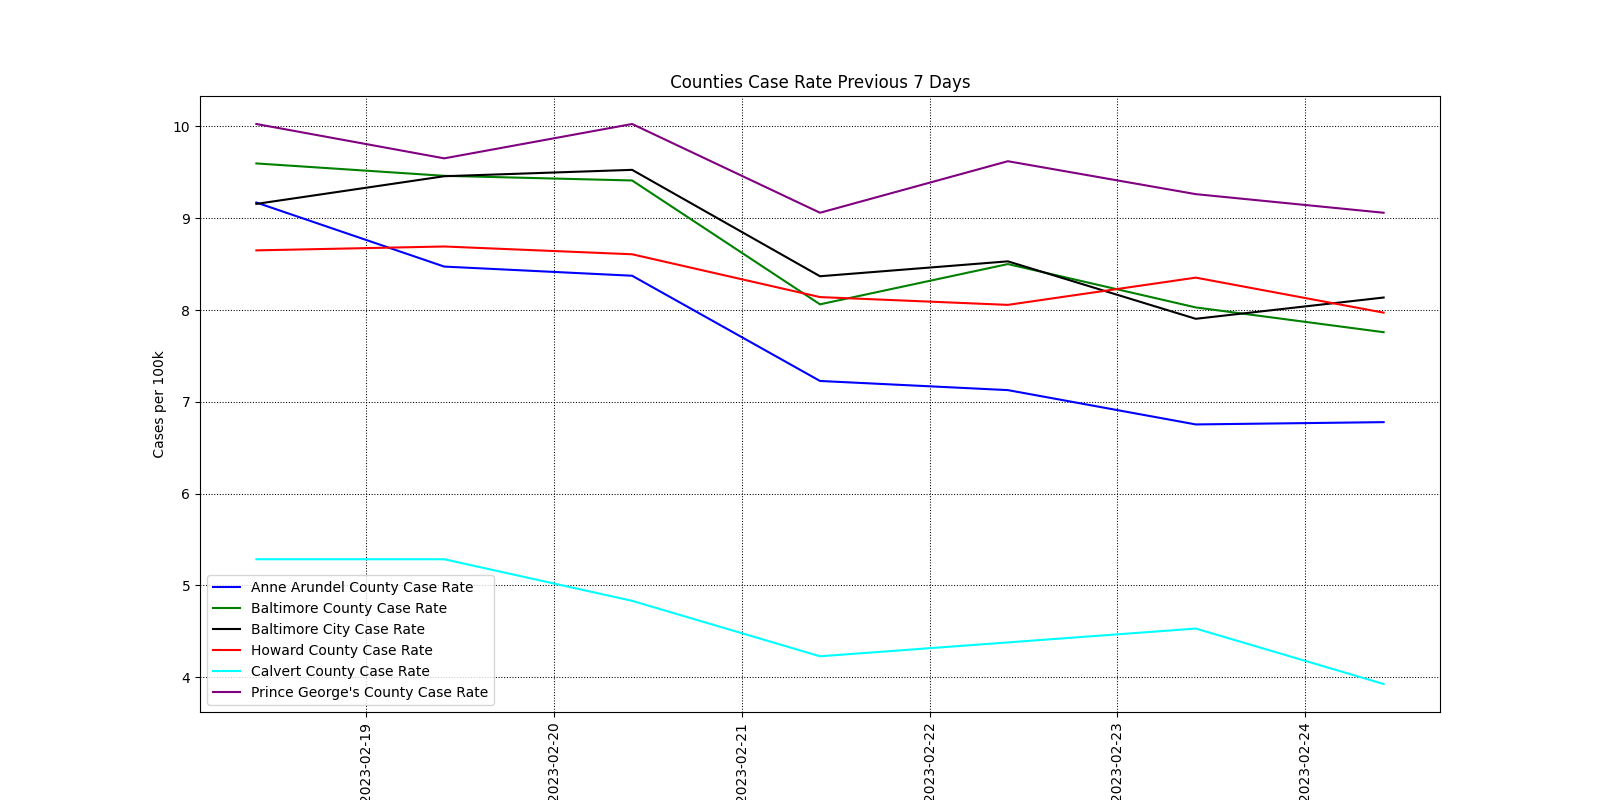 Counties Case Rate Previous 7 Days
10
9
8
7
6
5
4
Cases per 100k
Anne Arundel County Case Rate
Baltimore County Case Rate
Baltimore City Case Rate
Howard County Case Rate
Calvert County Case Rate
Prince George's County Case Rate
2023-02-19
2023-02-20
2023-02-21
2023-02-22
2023-02-23
2023-02-24